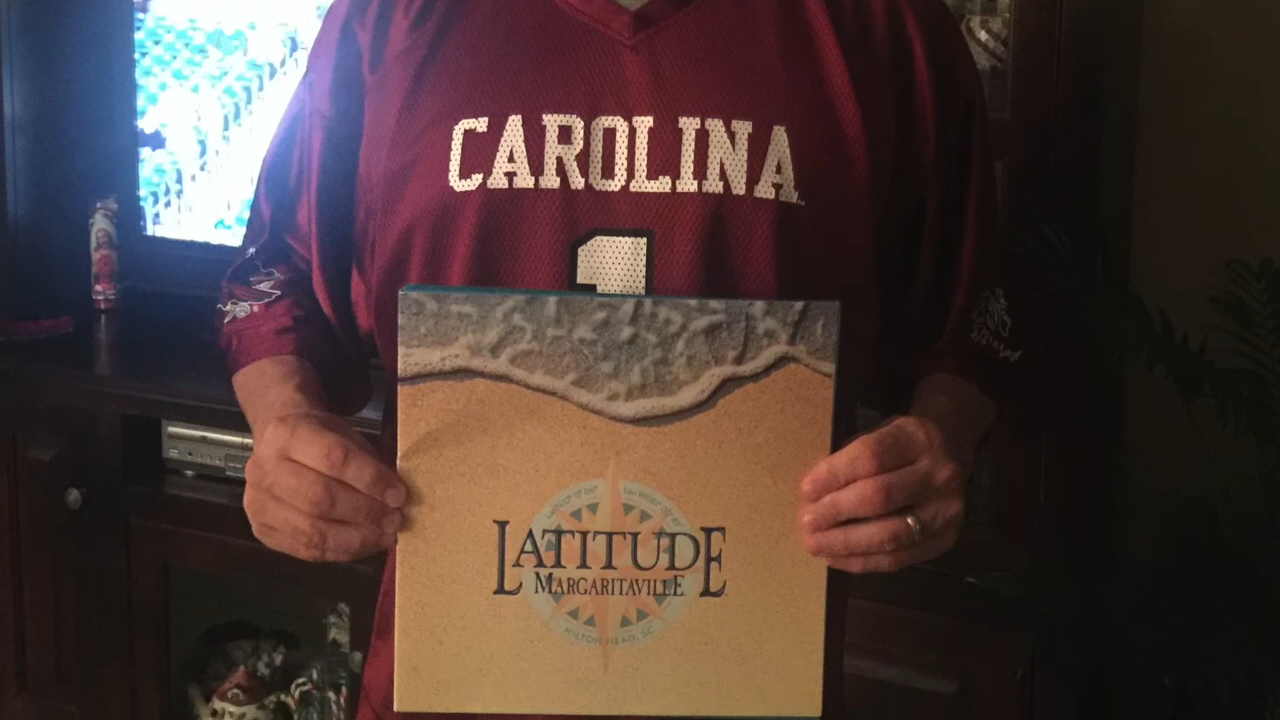 CAROLINA
1
LATITUDE
MARGARITAVILLE
HILTON HEAD, SC